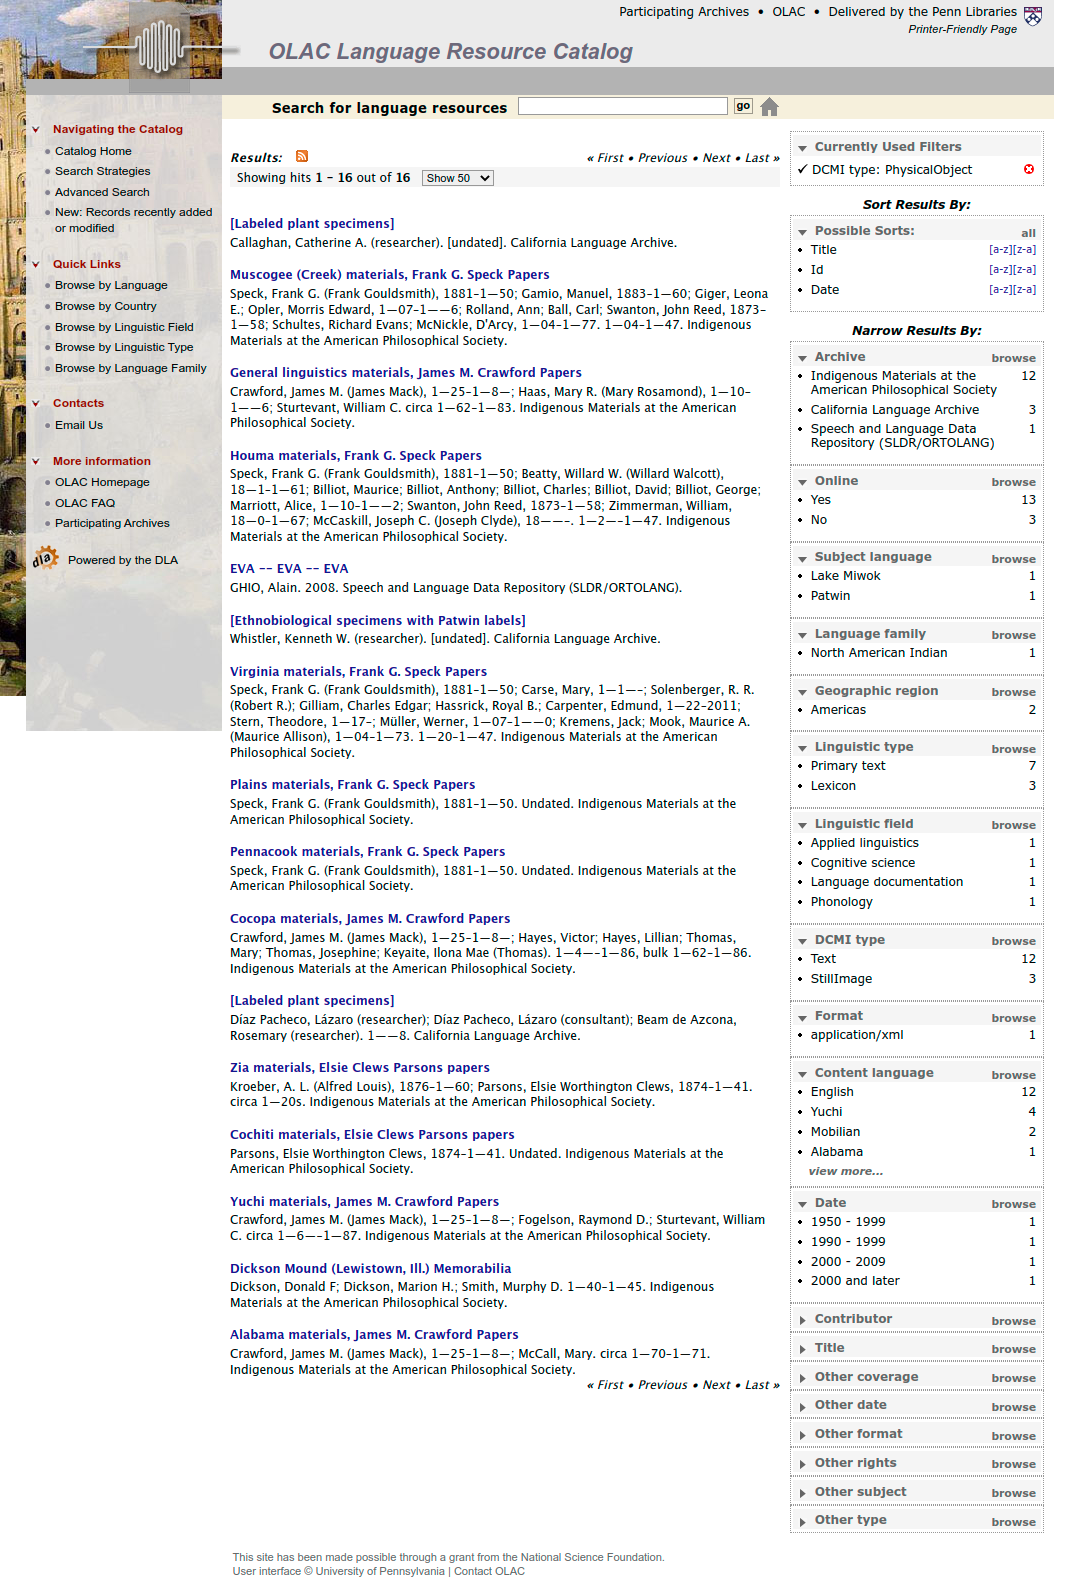 Participating Archives • OLAC • Delivered by the Penn Libraries
Printer-Friendly Page
OLAC Language Resource Catalog
Search for language resources go
Navigating the Catalog
Catalog Home
Search Strategies
Advanced Search
New: Records recently added
or modified
Quick Links
Browse by Language
Browse by Country
Browse by Linguistic Field
Browse by Linguistic Type
Browse by Language Family
Contacts
Email Us
More information
OLAC Homepage
OLAC FAQ
Participating Archives
dla Powered by the DLA
Results: « First • Previous • Next • Last »
Showing hits 1 – 16 out of 16 Show 50
[Labeled plant specimens]
Callaghan, Catherine A. (researcher). [undated]. California Language Archive.
Muscogee (Creek) materials, Frank G. Speck Papers
Speck, Frank G. (Frank Gouldsmith), 1881-1—50; Gamio, Manuel, 1883-1—60; Giger, Leona
E.; Opler, Morris Edward, 1—07-1——6; Rolland, Ann; Ball, Carl; Swanton, John Reed, 1873-
1—58; Schultes, Richard Evans; McNickle, D'Arcy, 1—04-1—77. 1—04-1—47. Indigenous
Materials at the American Philosophical Society.
General linguistics materials, James M. Crawford Papers
Crawford, James M. (James Mack), 1—25-1—8—; Haas, Mary R. (Mary Rosamond), 1—10-
1——6; Sturtevant, William C. circa 1—62-1—83. Indigenous Materials at the American
Philosophical Society.
Houma materials, Frank G. Speck Papers
Speck, Frank G. (Frank Gouldsmith), 1881-1—50; Beatty, Willard W. (Willard Walcott),
18—1-1—61; Billiot, Maurice; Billiot, Anthony; Billiot, Charles; Billiot, David; Billiot, George;
Marriott, Alice, 1—10-1——2; Swanton, John Reed, 1873-1—58; Zimmerman, William,
18—0-1—67; McCaskill, Joseph C. (Joseph Clyde), 18——-. 1—2—-1—47. Indigenous
Materials at the American Philosophical Society.
EVA -- EVA -- EVA
GHIO, Alain. 2008. Speech and Language Data Repository (SLDR/ORTOLANG).
[Ethnobiological specimens with Patwin labels]
Whistler, Kenneth W. (researcher). [undated]. California Language Archive.
Virginia materials, Frank G. Speck Papers
Speck, Frank G. (Frank Gouldsmith), 1881-1—50; Carse, Mary, 1—1—-; Solenberger, R. R.
(Robert R.); Gilliam, Charles Edgar; Hassrick, Royal B.; Carpenter, Edmund, 1—22-2011;
Stern, Theodore, 1—17-; Müller, Werner, 1—07-1——0; Kremens, Jack; Mook, Maurice A.
(Maurice Allison), 1—04-1—73. 1—20-1—47. Indigenous Materials at the American
Philosophical Society.
Plains materials, Frank G. Speck Papers
Speck, Frank G. (Frank Gouldsmith), 1881-1—50. Undated. Indigenous Materials at the
American Philosophical Society.
Pennacook materials, Frank G. Speck Papers
Speck, Frank G. (Frank Gouldsmith), 1881-1—50. Undated. Indigenous Materials at the
American Philosophical Society.
Cocopa materials, James M. Crawford Papers
Crawford, James M. (James Mack), 1—25-1—8—; Hayes, Victor; Hayes, Lillian; Thomas,
Mary; Thomas, Josephine; Keyaite, Ilona Mae (Thomas). 1—4—-1—86, bulk 1—62-1—86.
Indigenous Materials at the American Philosophical Society.
[Labeled plant specimens]
Díaz Pacheco, Lázaro (researcher); Díaz Pacheco, Lázaro (consultant); Beam de Azcona,
Rosemary (researcher). 1——8. California Language Archive.
Zia materials, Elsie Clews Parsons papers
Kroeber, A. L. (Alfred Louis), 1876-1—60; Parsons, Elsie Worthington Clews, 1874-1—41.
circa 1—20s. Indigenous Materials at the American Philosophical Society.
Cochiti materials, Elsie Clews Parsons papers
Parsons, Elsie Worthington Clews, 1874-1—41. Undated. Indigenous Materials at the
American Philosophical Society.
Yuchi materials, James M. Crawford Papers
Crawford, James M. (James Mack), 1—25-1—8—; Fogelson, Raymond D.; Sturtevant, William
C. circa 1—6—-1—87. Indigenous Materials at the American Philosophical Society.
Dickson Mound (Lewistown, Ill.) Memorabilia
Dickson, Donald F; Dickson, Marion H.; Smith, Murphy D. 1—40-1—45. Indigenous
Materials at the American Philosophical Society.
Alabama materials, James M. Crawford Papers
Crawford, James M. (James Mack), 1—25-1—8—; McCall, Mary. circa 1—70-1—71.
Indigenous Materials at the American Philosophical Society.
« First • Previous • Next • Last »
Currently Used Filters
✓ DCMI type: PhysicalObject
Sort Results By:
Possible Sorts: all
Title [a-z][z-a]
Id [a-z][z-a]
Date [a-z][z-a]
Narrow Results By:
Archive browse
Indigenous Materials at the 12
American Philosophical Society
California Language Archive 3
Speech and Language Data 1
Repository (SLDR/ORTOLANG)
Online browse
Yes 13
No 3
Subject language browse
Lake Miwok 1
Patwin 1
Language family browse
North American Indian 1
Geographic region browse
Americas 2
Linguistic type browse
Primary text 7
Lexicon 3
Linguistic field browse
Applied linguistics 1
Cognitive science 1
Language documentation 1
Phonology 1
DCMI type browse
Text 12
StillImage 3
Format browse
application/xml 1
Content language browse
English 12
Yuchi 4
Mobilian 2
Alabama 1
view more...
Date browse
1950 - 1999 1
1990 - 1999 1
2000 - 2009 1
2000 and later 1
Contributor browse
Title browse
Other coverage browse
Other date browse
Other format browse
Other rights browse
Other subject browse
Other type browse
This site has been made possible through a grant from the National Science Foundation.
User interface © University of Pennsylvania | Contact OLAC